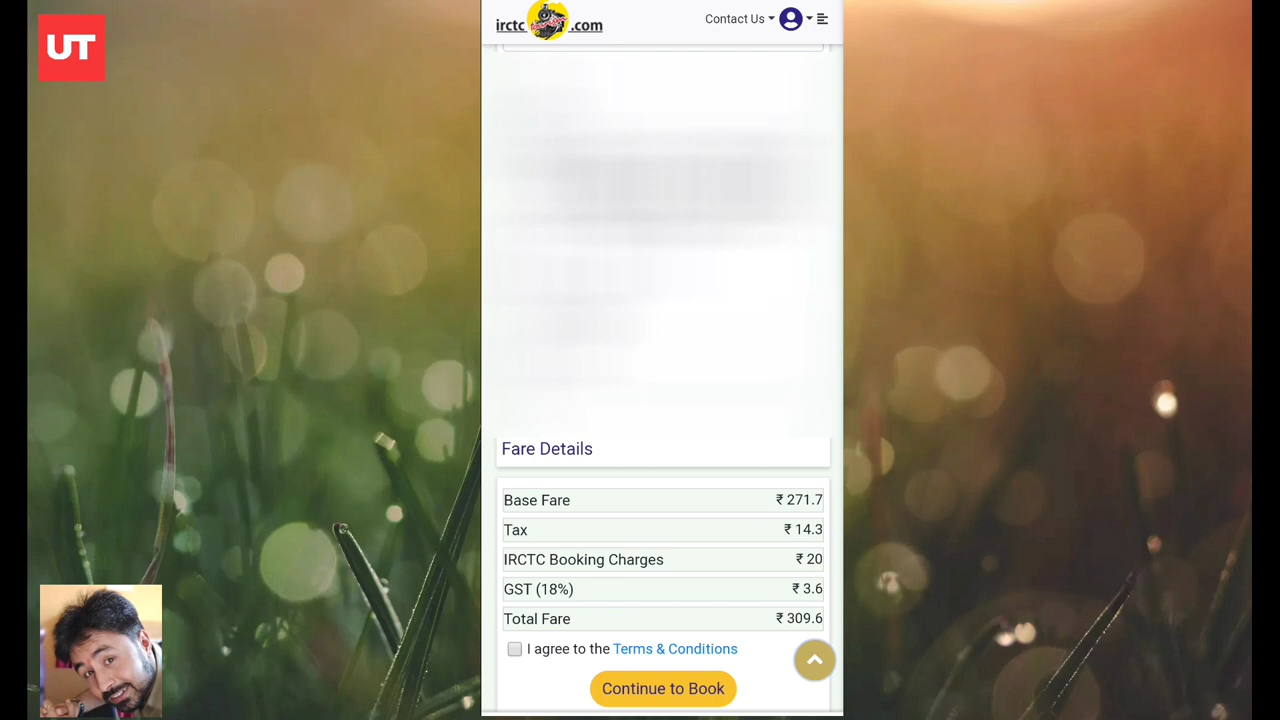 UT
irctc .com
Contact Us
Fare Details
Base Fare ₹ 271.7
Tax ₹ 14.3
IRCTC Booking Charges ₹ 20
GST (18%) ₹ 3.6
Total Fare ₹ 309.6
I agree to the Terms & Conditions
Continue to Book